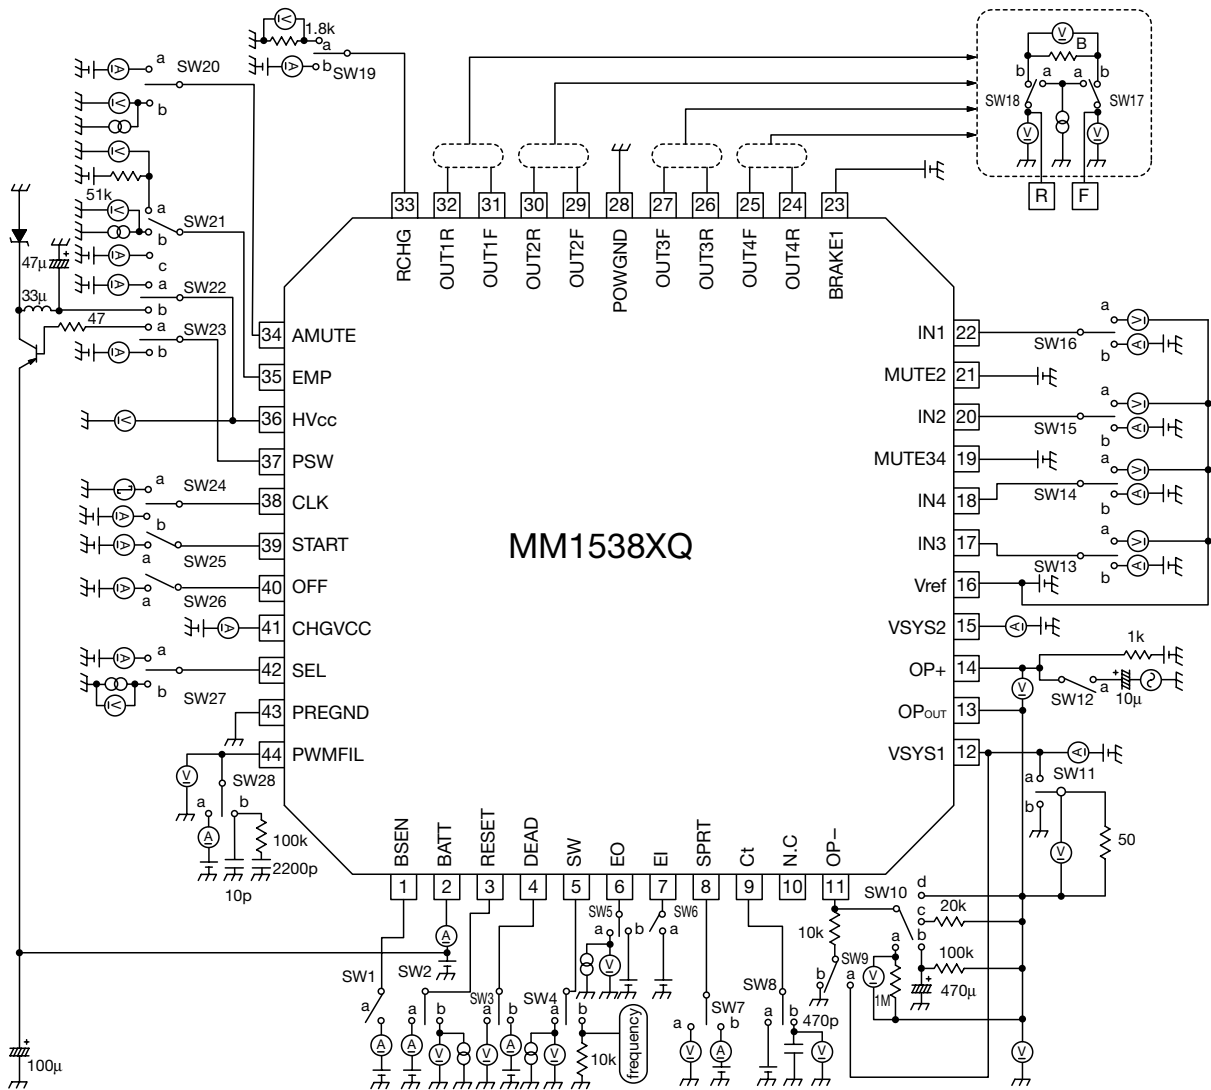 1.8k
a
SW19
b
a
SW20
b
51k
a
SW21
b
c
47μ
+
a
SW22
b
33μ
47
a
SW23
b
B
b
a
a
b
SW18
SW17
R
F
33
32
31
30
29
28
27
26
25
24
23
RCHG
OUT1R
OUT1F
OUT2R
OUT2F
POWGND
OUT3F
OUT3R
OUT4F
OUT4R
BRAKE1
34 AMUTE
35 EMP
36 HVcc
37 PSW
a
SW24
38 CLK
b
SW25
39 START
a
SW26
40 OFF
a
41 CHGVCC
a
42 SEL
b
SW27
43 PREGND
44 PWMFIL
SW28
a
b
100k
2200p
10p
MM1538XQ
IN1 22
a
SW16
b
MUTE2 21
IN2 20
a
SW15
b
MUTE34 19
IN4 18
a
SW14
b
IN3 17
a
SW13
b
Vref 16
VSYS2 15
1k
OP+ 14
SW12
a
+
10μ
OPOUT 13
VSYS1 12
a
SW11
b
50
BSEN
BATT
RESET
DEAD
SW
EO
EI
SPRT
Ct
N.C
OP−
1
2
3
4
5
6
7
8
9
10
11
SW1
a
SW2
a
b
SW3
a
SW4
a
b
10k
frequency
SW5
a
b
SW6
a
SW7
a
b
SW8
a
b
470p
10k
SW9
b
a
SW10
d
c
20k
a
b
100k
1M
+
470μ
+
100μ